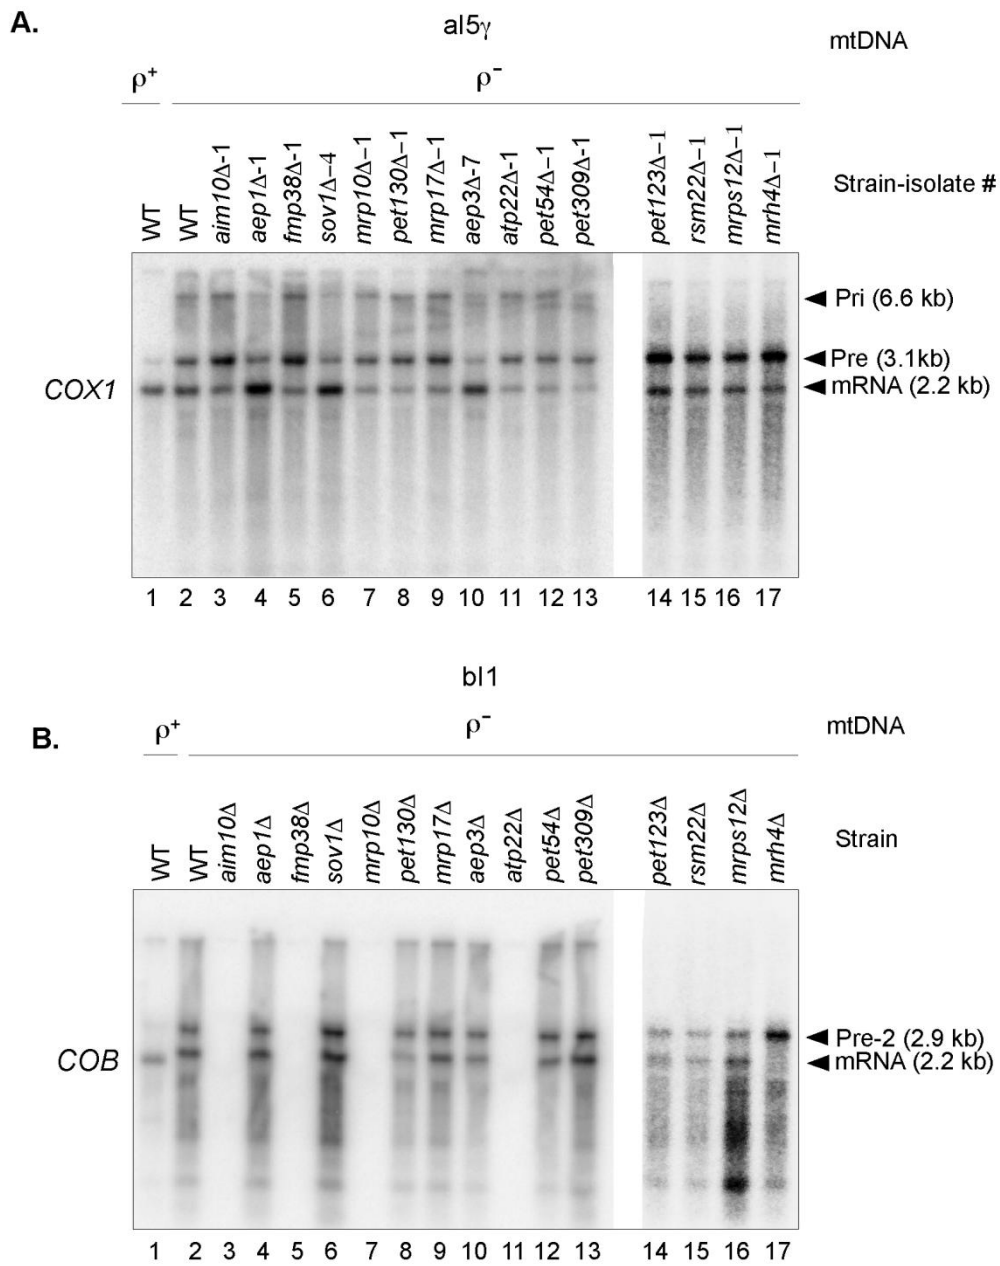 A.
aI5γ
mtDNA
ρ⁺ ρ⁻
WT WT aim10Δ-1 aep1Δ-1 fmp38Δ-1 sov1Δ−4 mrp10Δ−1 pet130Δ−1 mrp17Δ−1 aep3Δ-7 atp22Δ-1 pet54Δ−1 pet309Δ-1 pet123Δ−1 rsm22Δ−1 mrps12Δ−1 mrh4Δ−1
Strain-isolate #
Pri (6.6 kb)
Pre (3.1kb)
COX1 mRNA (2.2 kb)
1 2 3 4 5 6 7 8 9 10 11 12 13 14 15 16 17
bI1
B.
ρ⁺ ρ⁻
mtDNA
WT WT aim10Δ aep1Δ fmp38Δ sov1Δ mrp10Δ pet130Δ mrp17Δ aep3Δ atp22Δ pet54Δ pet309Δ pet123Δ rsm22Δ mrps12Δ mrh4Δ
Strain
Pre-2 (2.9 kb)
COB mRNA (2.2 kb)
1 2 3 4 5 6 7 8 9 10 11 12 13 14 15 16 17